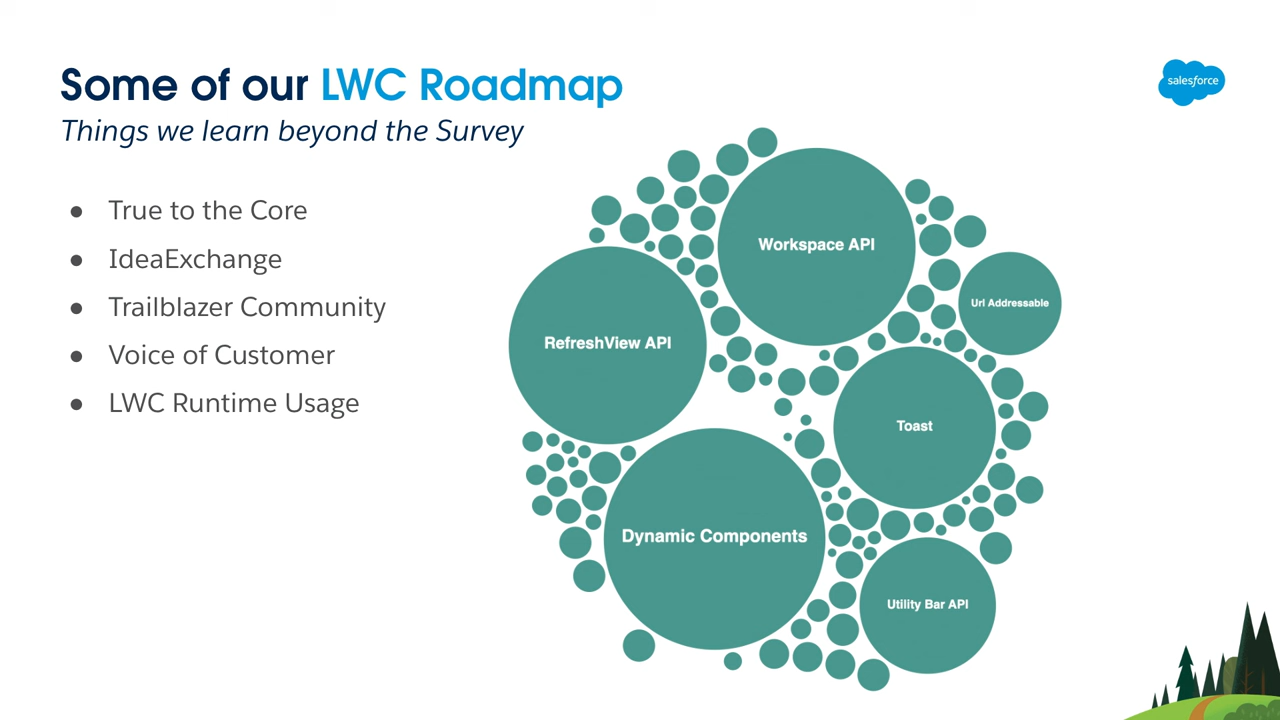 Some of our LWC Roadmap
salesforce
Things we learn beyond the Survey
● True to the Core
● IdeaExchange
● Trailblazer Community
● Voice of Customer
● LWC Runtime Usage
Workspace API
Url Addressable
RefreshView API
Toast
Dynamic Components
Utility Bar API